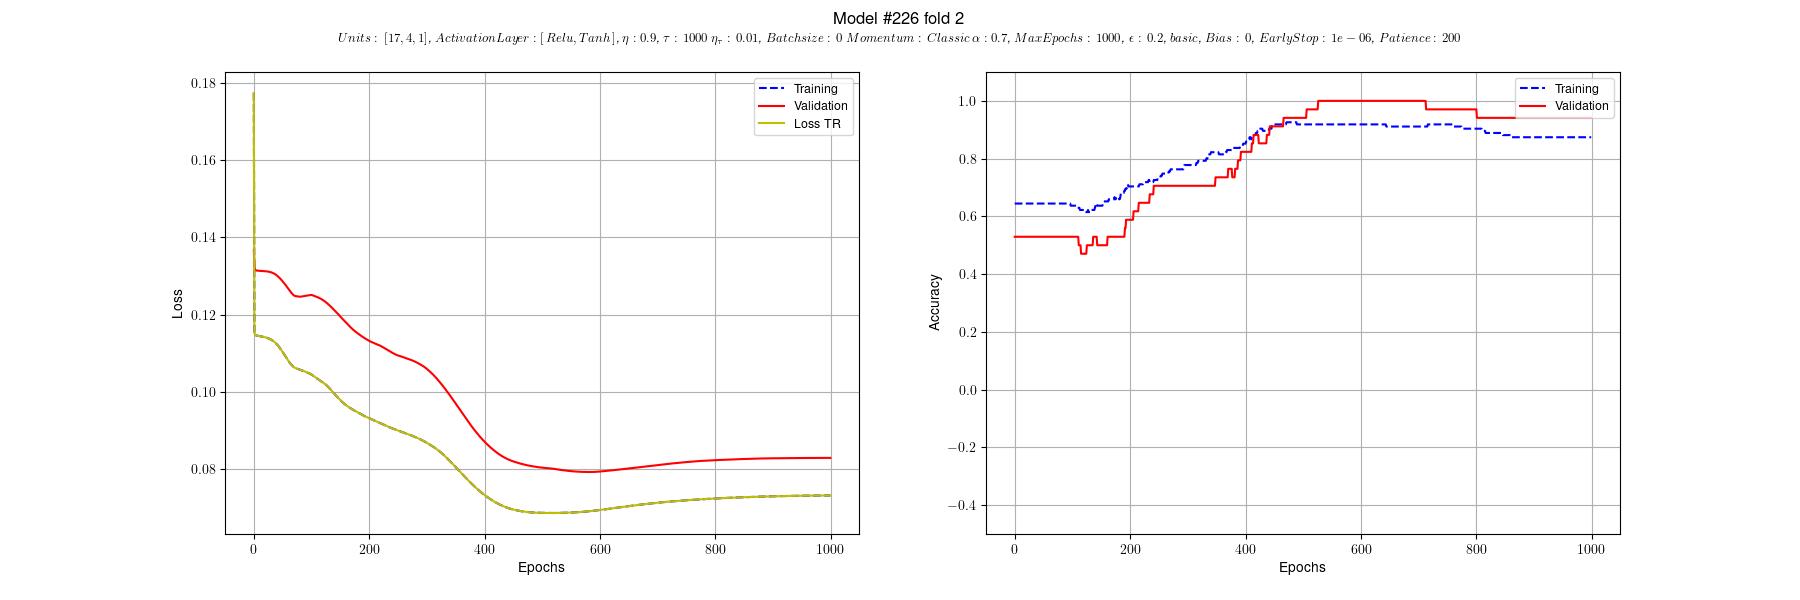 Model #226 fold 2
Units : [17, 4, 1], ActivationLayer : [ Relu, Tanh], η : 0.9, τ : 1000 ητ : 0.01, Batchsize : 0 Momentum : Classic α : 0.7, MaxEpochs : 1000, ϵ : 0.2, basic, Bias : 0, EarlyStop : 1e − 06, Patience : 200
0.18
0.16
0.14
0.12
0.10
0.08
Loss
0 200 400 600 800 1000
Epochs
Training
Validation
Loss TR
1.0
0.8
0.6
0.4
0.2
0.0
−0.2
−0.4
Accuracy
0 200 400 600 800 1000
Epochs
Training
Validation